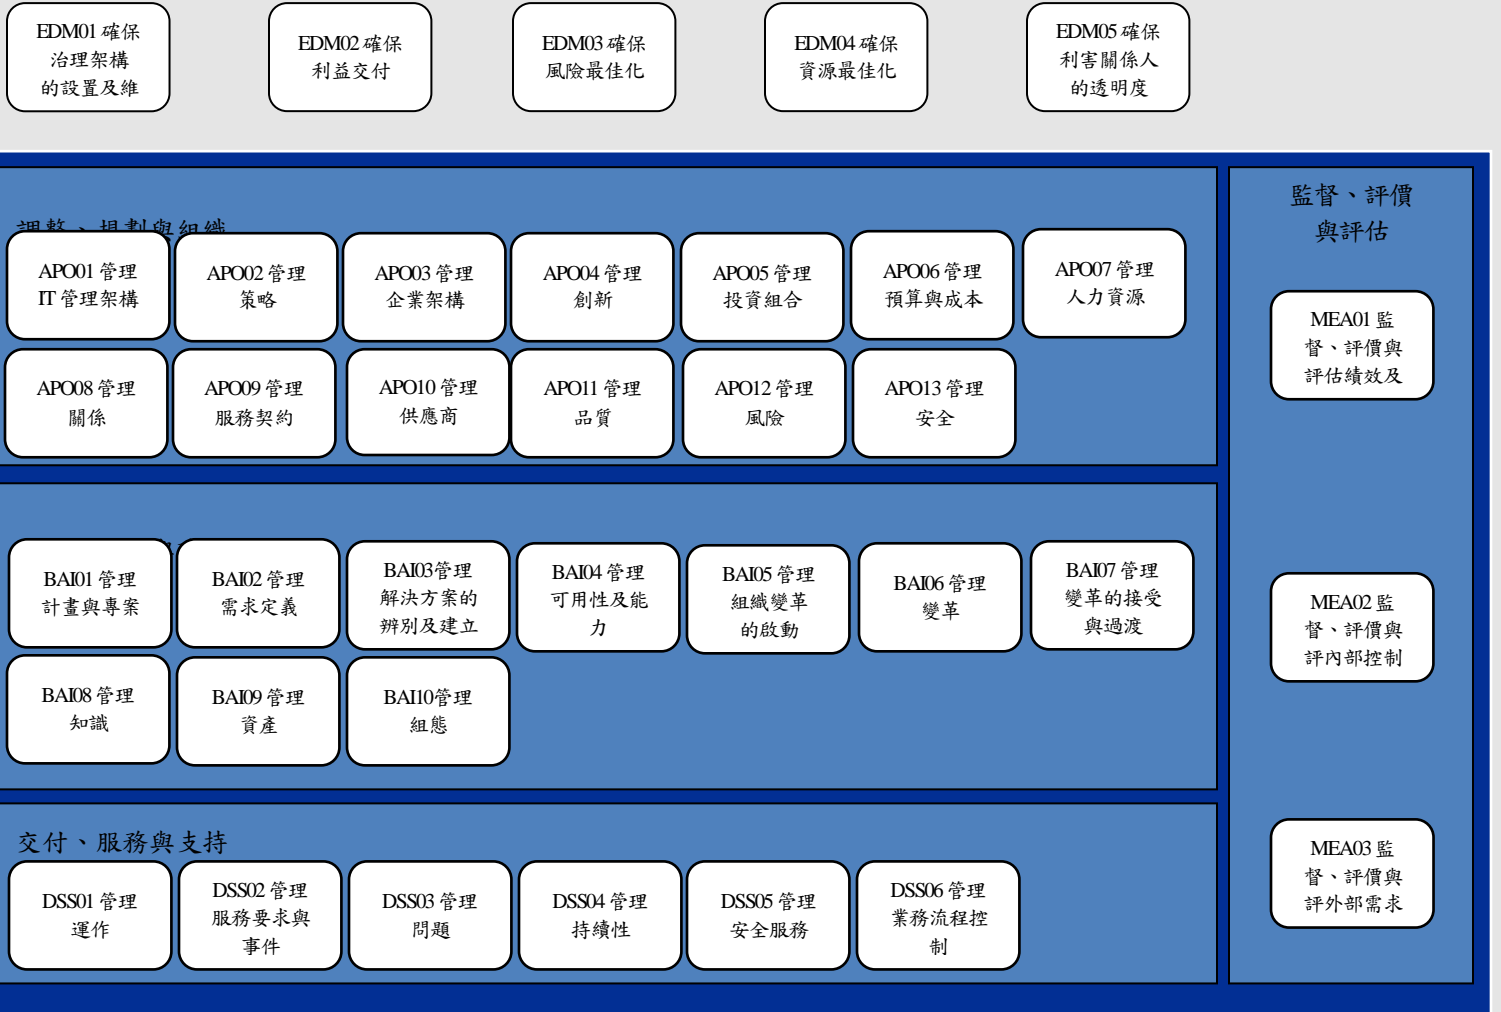 EDM01 確保
治理架構
的設置及維
EDM02 確保
利益交付
EDM03 確保
風險最佳化
EDM04 確保
資源最佳化
EDM05 確保
利害關係人
的透明度
調整、規劃與組織
APO01 管理
IT 管理架構
APO02 管理
策略
APO03 管理
企業架構
APO04 管理
創新
APO05 管理
投資組合
APO06 管理
預算與成本
APO07 管理
人力資源
APO08 管理
關係
APO09 管理
服務契約
APO10 管理
供應商
APO11 管理
品質
APO12 管理
風險
APO13 管理
安全
BAI01 管理
計畫與專案
BAI02 管理
需求定義
BAI03管理
解決方案的
辨別及建立
BAI04 管理
可用性及能
力
BAI05 管理
組織變革
的啟動
BAI06 管理
變革
BAI07 管理
變革的接受
與過渡
BAI08 管理
知識
BAI09 管理
資產
BAI10管理
組態
交付、服務與支持
DSS01 管理
運作
DSS02 管理
服務要求與
事件
DSS03 管理
問題
DSS04 管理
持續性
DSS05 管理
安全服務
DSS06 管理
業務流程控
制
監督、評價
與評估
MEA01 監
督、評價與
評估績效及
MEA02 監
督、評價與
評內部控制
MEA03 監
督、評價與
評外部需求